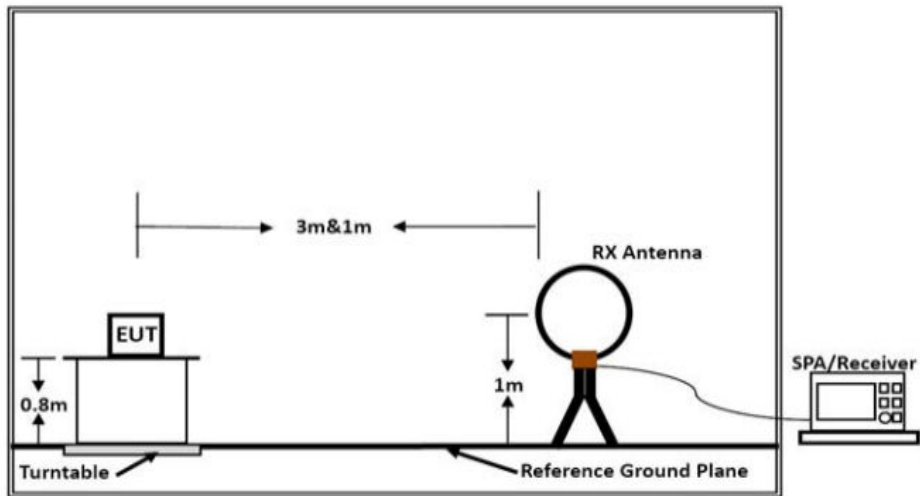 3m&1m
RX Antenna
EUT
SPA/Receiver
0.8m
1m
Turntable
Reference Ground Plane